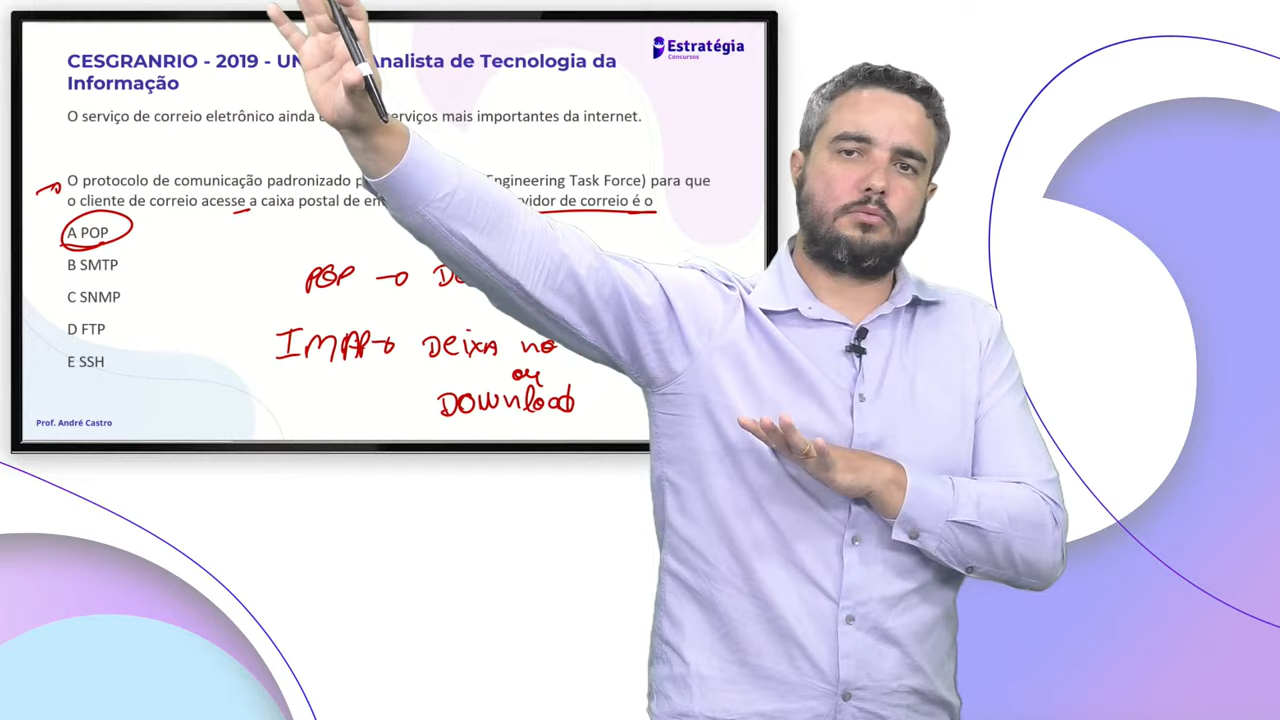 CESGRANRIO - 2019 - UN Analista de Tecnologia da
Informação
Estratégia
Concursos
O serviço de correio eletrônico ainda serviços mais importantes da internet.
O protocolo de comunicação padronizado Engineering Task Force) para que
o cliente de correio acesse a caixa postal de servidor de correio é o
A POP
B SMTP
C SNMP
D FTP
E SSH
POP
IMAP DEIXA no
ou
DOWNLOAD
Prof. André Castro